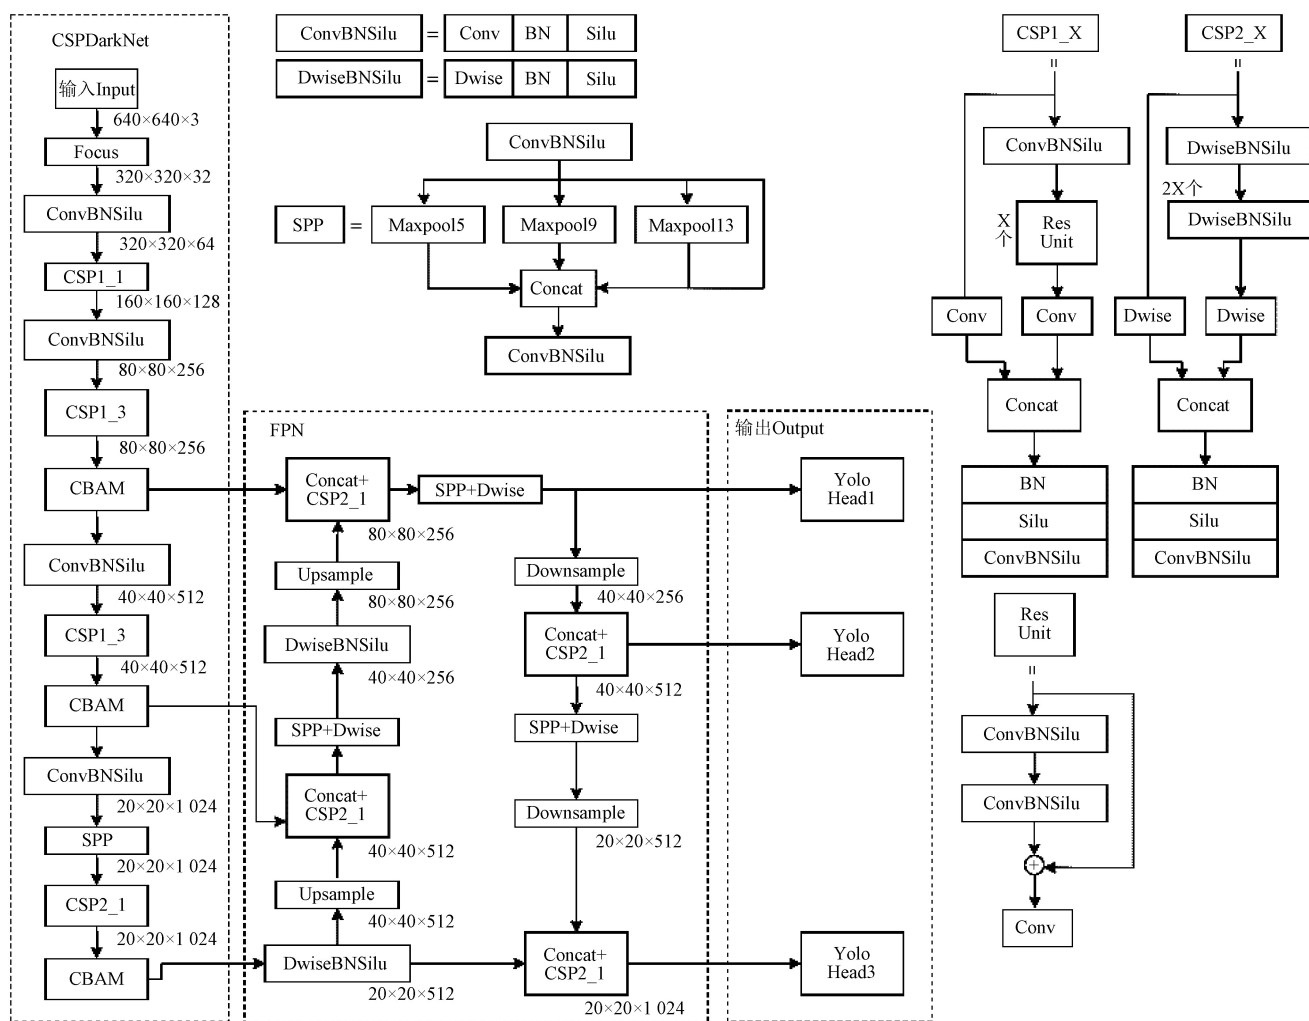 CSPDarkNet
输入Input
640×640×3
Focus
320×320×32
ConvBNSilu
320×320×64
CSP1_1
160×160×128
ConvBNSilu
80×80×256
CSP1_3
80×80×256
CBAM
ConvBNSilu
40×40×512
CSP1_3
40×40×512
CBAM
ConvBNSilu
20×20×1 024
SPP
20×20×1 024
CSP2_1
20×20×1 024
CBAM
ConvBNSilu = Conv BN Silu
DwiseBNSilu = Dwise BN Silu
ConvBNSilu
SPP = Maxpool5 Maxpool9 Maxpool13
Concat
ConvBNSilu
FPN
Concat+
CSP2_1
80×80×256
Upsample
80×80×256
DwiseBNSilu
40×40×256
SPP+Dwise
Concat+
CSP2_1
40×40×512
Upsample
40×40×512
DwiseBNSilu
20×20×512
SPP+Dwise
Downsample
40×40×256
Concat+
CSP2_1
40×40×512
SPP+Dwise
Downsample
20×20×512
Concat+
CSP2_1
20×20×1 024
输出Output
Yolo
Head1
Yolo
Head2
Yolo
Head3
CSP1_X
=
ConvBNSilu
X
个
Res
Unit
Conv
Conv
Concat
BN
Silu
ConvBNSilu
CSP2_X
=
DwiseBNSilu
2X个
DwiseBNSilu
Dwise
Dwise
Concat
BN
Silu
ConvBNSilu
Res
Unit
=
ConvBNSilu
ConvBNSilu
+
Conv